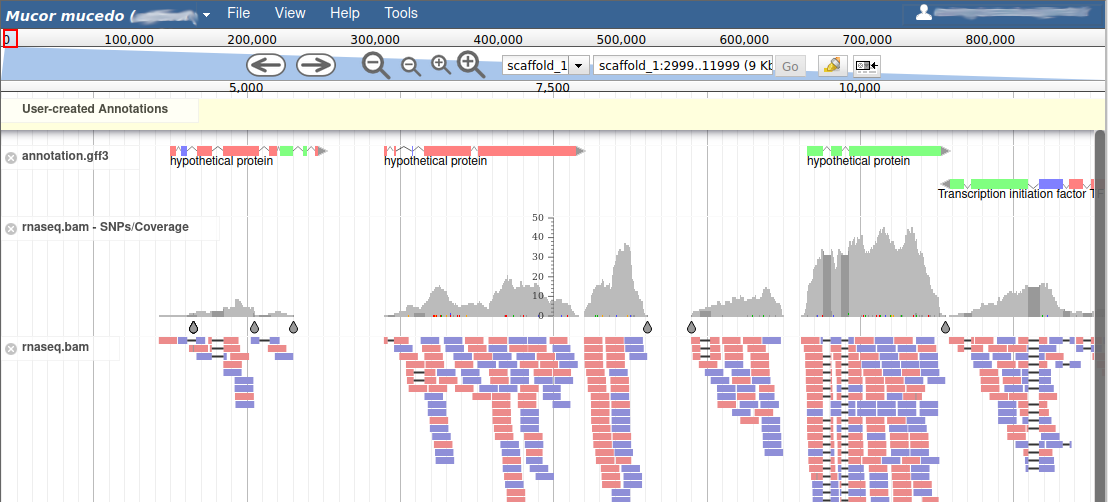 Mucor mucedo (
File View Help Tools
0 100,000 200,000 300,000 400,000 500,000 600,000 700,000 800,000
scaffold_1 scaffold_1:2999..11999 (9 Kb Go
5,000 7,500 10,000
User-created Annotations
annotation.gff3
hypothetical protein hypothetical protein hypothetical protein
Transcription initiation factor
rnaseq.bam - SNPs/Coverage
50
40
30
20
10
0
rnaseq.bam